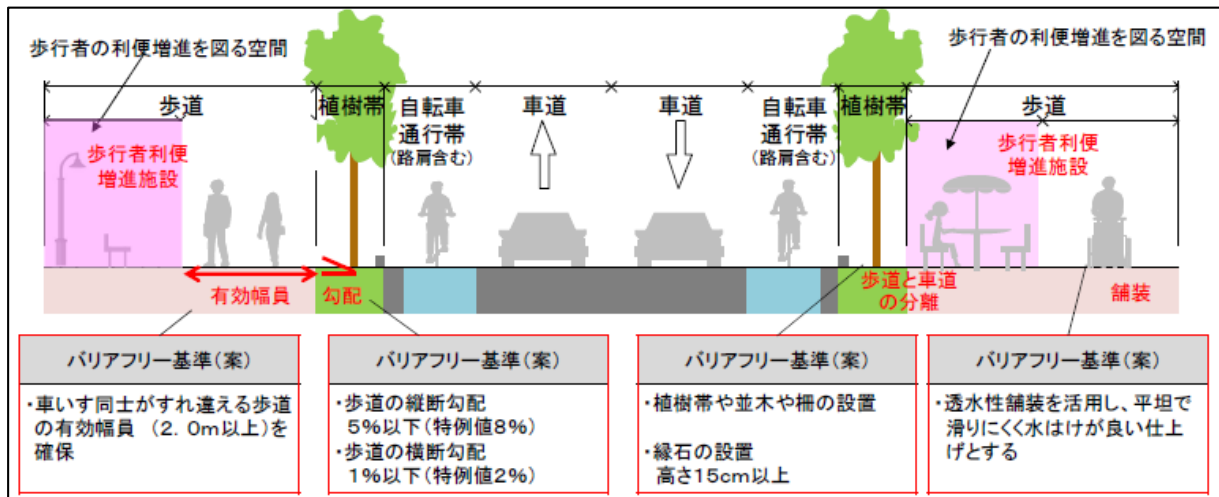 歩行者の利便増進を図る空間
歩行者の利便増進を図る空間
歩道
植樹帯
自転車
通行帯
(路肩含む)
車道
車道
自転車
通行帯
(路肩含む)
植樹帯
歩道
歩行者利便
増進施設
歩行者利便
増進施設
有効幅員
勾配
歩道と車道
の分離
舗装
バリアフリー基準(案)
・車いす同士がすれ違える歩道
の有効幅員 (2.0m以上)を
確保
バリアフリー基準(案)
・歩道の縦断勾配
5%以下(特例値8%)
・歩道の横断勾配
1%以下(特例値2%)
バリアフリー基準(案)
・植樹帯や並木や柵の設置
・縁石の設置
高さ15cm以上
バリアフリー基準(案)
・透水性舗装を活用し、平坦で
滑りにくく水はけが良い仕上
げとする